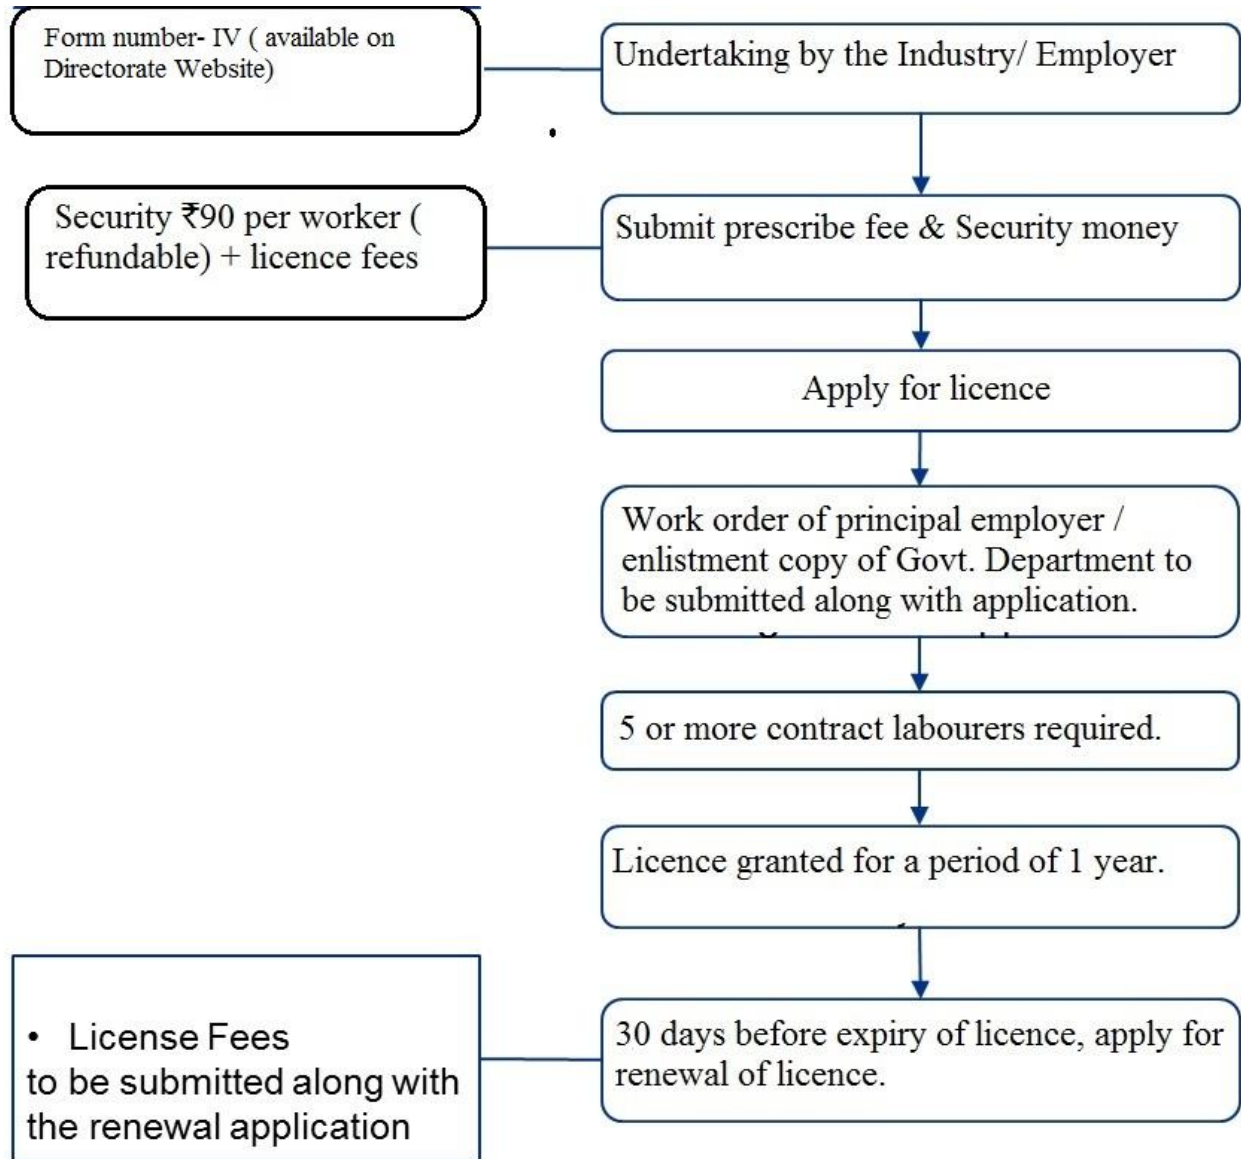 Form number- IV ( available on
Directorate Website)
Undertaking by the Industry/ Employer
Security ₹90 per worker (
refundable) + licence fees
Submit prescribe fee & Security money
Apply for licence
Work order of principal employer /
enlistment copy of Govt. Department to
be submitted along with application.
5 or more contract labourers required.
Licence granted for a period of 1 year.
30 days before expiry of licence, apply for
renewal of licence.
• License Fees
to be submitted along with
the renewal application